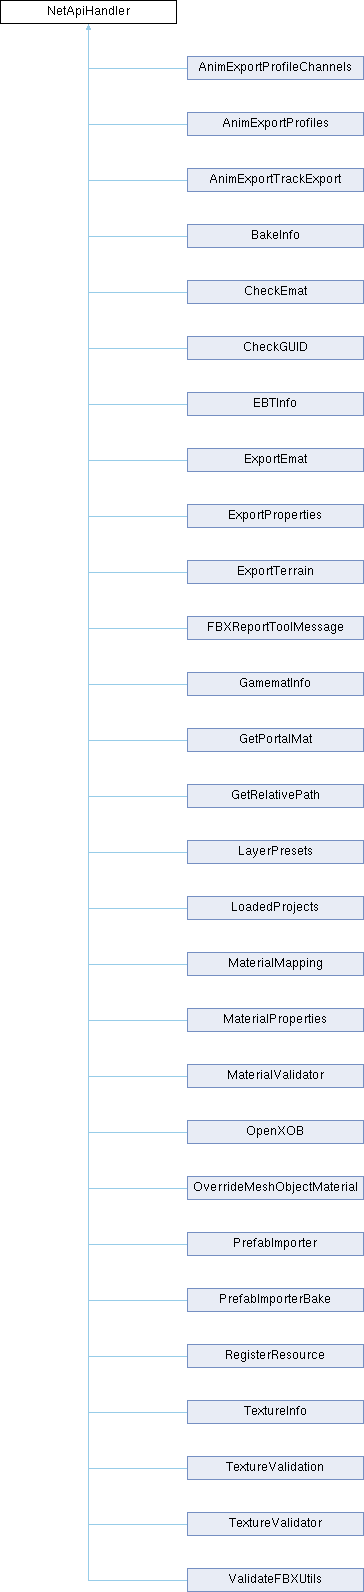 NetApiHandler
AnimExportProfileChannels
AnimExportProfiles
AnimExportTrackExport
BakeInfo
CheckEmat
CheckGUID
EBTInfo
ExportEmat
ExportProperties
ExportTerrain
FBXReportToolMessage
GamematInfo
GetPortalMat
GetRelativePath
LayerPresets
LoadedProjects
MaterialMapping
MaterialProperties
MaterialValidator
OpenXOB
OverrideMeshObjectMaterial
PrefabImporter
PrefabImporterBake
RegisterResource
TextureInfo
TextureValidation
TextureValidator
ValidateFBXUtils